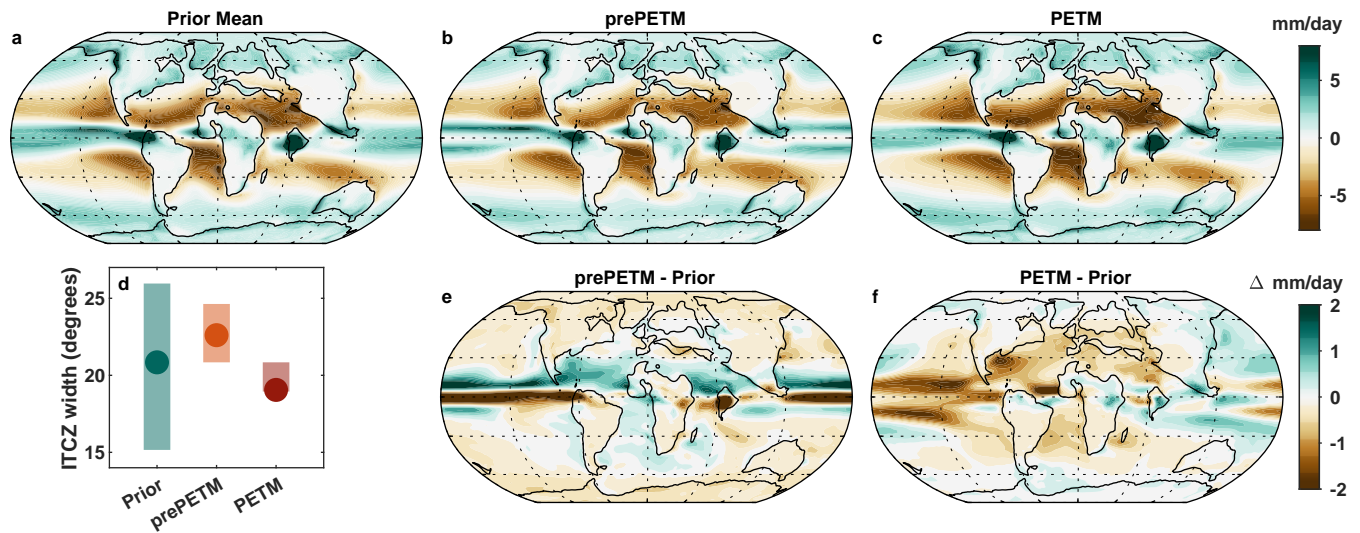 Prior Mean
prePETM
PETM
mm/day
a
b
c
5
0
-5
ITCZ width (degrees)
d
25
20
15
Prior
prePETM
PETM
prePETM - Prior
PETM - Prior
Δ mm/day
e
f
2
1
0
-1
-2